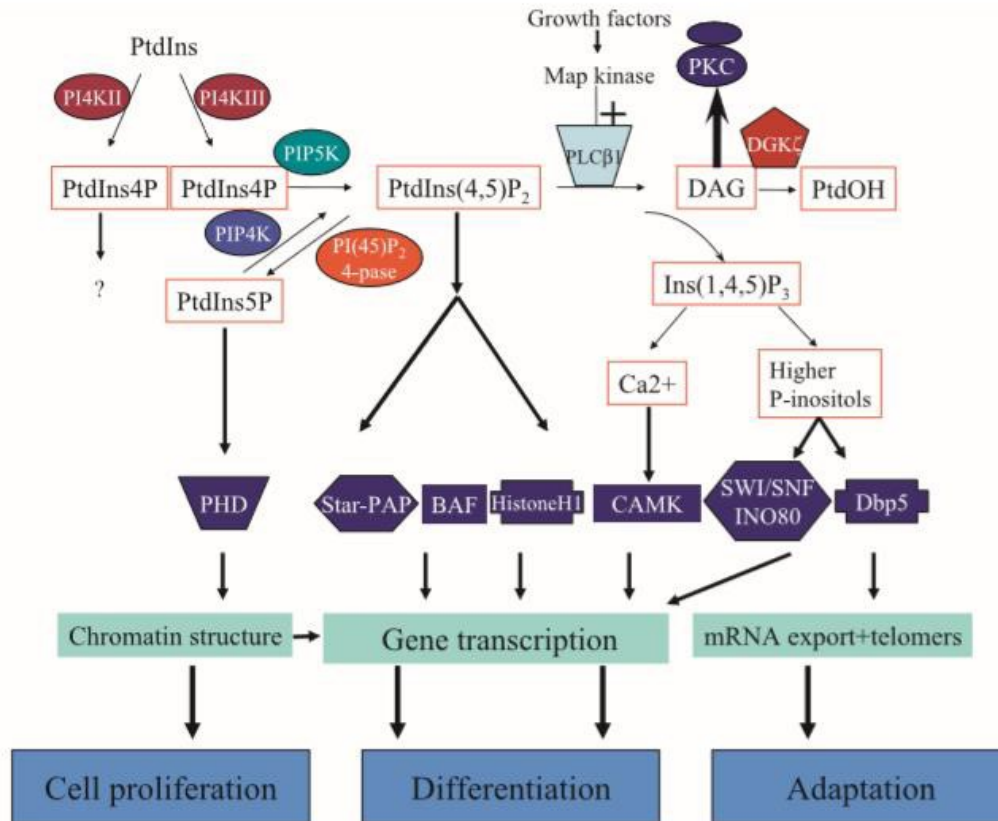 Growth factors
PtdIns
PKC
Map kinase
PI4KII
PI4KIII
+
DGKζ
PIP5K
PLCβ1
PtdIns4P
PtdIns4P
PtdIns(4,5)P₂
DAG
PtdOH
PIP4K
PI(45)P₂
4-pase
?
PtdIns5P
Ins(1,4,5)P₃
Ca2+
Higher
P-inositols
PHD
Star-PAP
BAF
HistoneH1
CAMK
SWI/SNF
INO80
Dbp5
Chromatin structure
Gene transcription
mRNA export+telomers
Cell proliferation
Differentiation
Adaptation